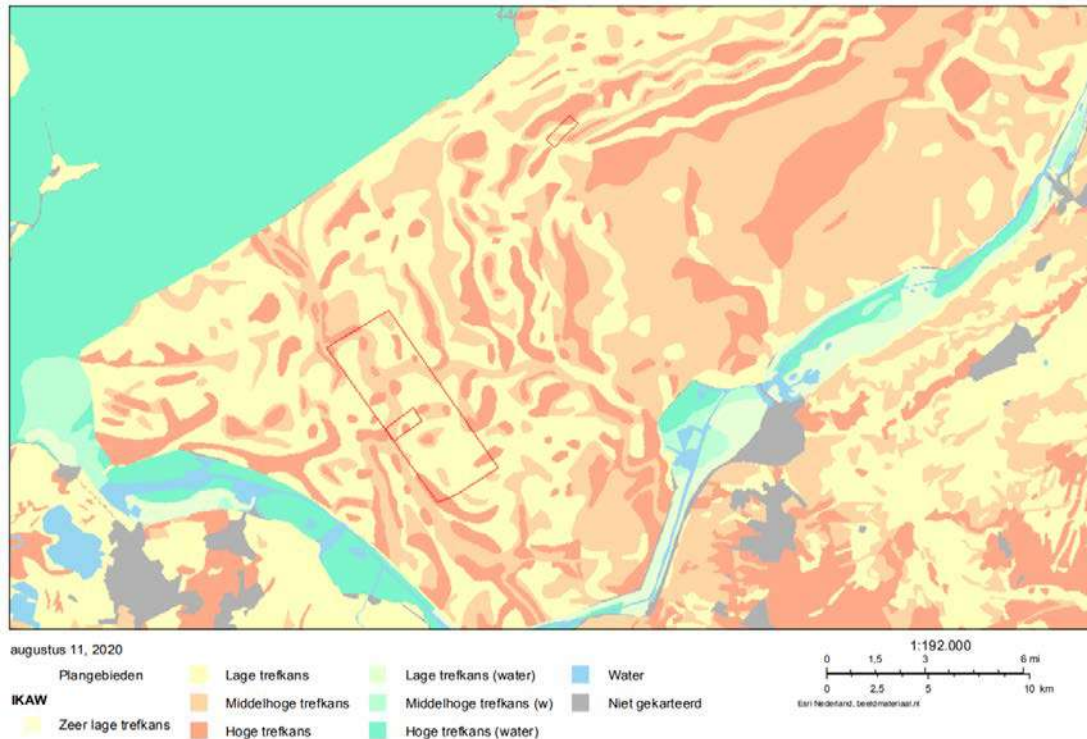 augustus 11, 2020
Plangebieden
IKAW
Zeer lage trefkans
Lage trefkans
Middelhoge trefkans
Hoge trefkans
Lage trefkans (water)
Middelhoge trefkans (w)
Hoge trefkans (water)
Water
Niet gekarteerd
1:192.000
0 1,5 3 6 mi
0 2,5 5 10 km
Esri Nederland, beeldmateriaal.nl